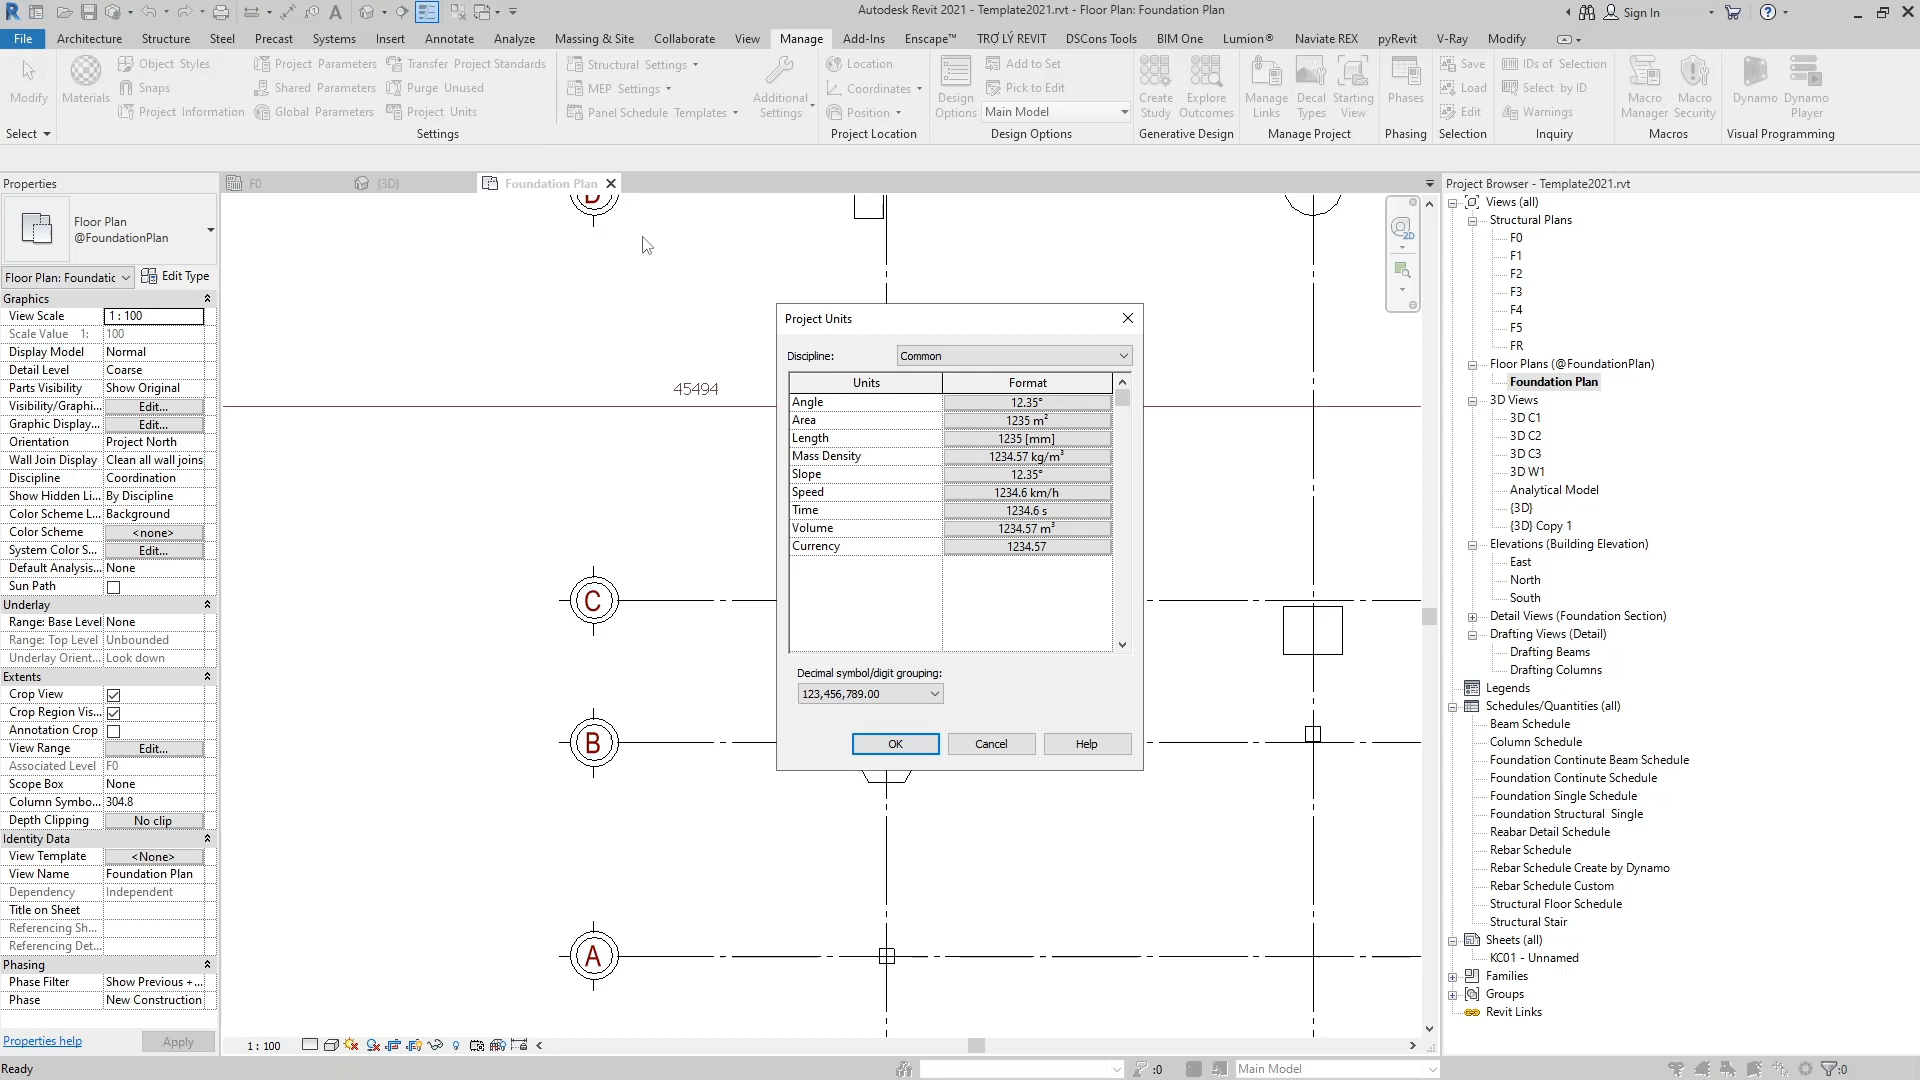 Autodesk Revit 2021 - Template2021.rvt - Floor Plan: Foundation Plan
Sign In
File Architecture Structure Steel Precast Systems Insert Annotate Analyze Massing & Site Collaborate View Manage Add-Ins Enscape™ TRỢ LÝ REVIT DSCons Tools BIM One Lumion® Naviate REX pyRevit V-Ray Modify
Modify
Select
Materials
Object Styles
Snaps
Project Information
Project Parameters
Shared Parameters
Global Parameters
Transfer Project Standards
Purge Unused
Project Units
Settings
Structural Settings
MEP Settings
Panel Schedule Templates
Additional
Settings
Location
Coordinates
Position
Project Location
Design
Options
Add to Set
Pick to Edit
Main Model
Design Options
Create
Study
Explore
Outcomes
Generative Design
Manage
Links
Decal
Types
Starting
View
Manage Project
Phases
Phasing
Save
Load
Edit
Selection
IDs of Selection
Select by ID
Warnings
Inquiry
Macro
Manager
Macro
Security
Macros
Dynamo
Dynamo
Player
Visual Programming
Properties
Floor Plan
@FoundationPlan
Floor Plan: Foundatic
Edit Type
Graphics
View Scale 1 : 100
Scale Value 1: 100
Display Model Normal
Detail Level Coarse
Parts Visibility Show Original
Visibility/Graphi... Edit...
Graphic Display... Edit...
Orientation Project North
Wall Join Display Clean all wall joins
Discipline Coordination
Show Hidden Li... By Discipline
Color Scheme L... Background
Color Scheme <none>
System Color S... Edit...
Default Analysis... None
Sun Path
Underlay
Range: Base Level None
Range: Top Level Unbounded
Underlay Orient... Look down
Extents
Crop View
Crop Region Vis...
Annotation Crop
View Range Edit...
Associated Level F0
Scope Box None
Column Symbo... 304.8
Depth Clipping No clip
Identity Data
View Template <None>
View Name Foundation Plan
Dependency Independent
Title on Sheet
Referencing Sh...
Referencing Det...
Phasing
Phase Filter Show Previous +...
Phase New Construction
Properties help
Apply
F0
{3D}
Foundation Plan
D
2D
45494
C
B
A
Project Units
Discipline: Common
Units Format
Angle 12.35°
Area 1235 m²
Length 1235 [mm]
Mass Density 1234.57 kg/m³
Slope 12.35°
Speed 1234.6 km/h
Time 1234.6 s
Volume 1234.57 m³
Currency 1234.57
Decimal symbol/digit grouping:
123,456,789.00
OK
Cancel
Help
Project Browser - Template2021.rvt
Views (all)
Structural Plans
F0
F1
F2
F3
F4
F5
FR
Floor Plans (@FoundationPlan)
Foundation Plan
3D Views
3D C1
3D C2
3D C3
3D W1
Analytical Model
{3D}
{3D} Copy 1
Elevations (Building Elevation)
East
North
South
Detail Views (Foundation Section)
Drafting Views (Detail)
Drafting Beams
Drafting Columns
Legends
Schedules/Quantities (all)
Beam Schedule
Column Schedule
Foundation Continute Beam Schedule
Foundation Continute Schedule
Foundation Single Schedule
Foundation Structural Single
Reabar Detail Schedule
Rebar Schedule
Rebar Schedule Create by Dynamo
Rebar Schedule Custom
Structural Floor Schedule
Structural Stair
Sheets (all)
KC01 - Unnamed
Families
Groups
Revit Links
1 : 100
Ready
:0
Main Model
:0